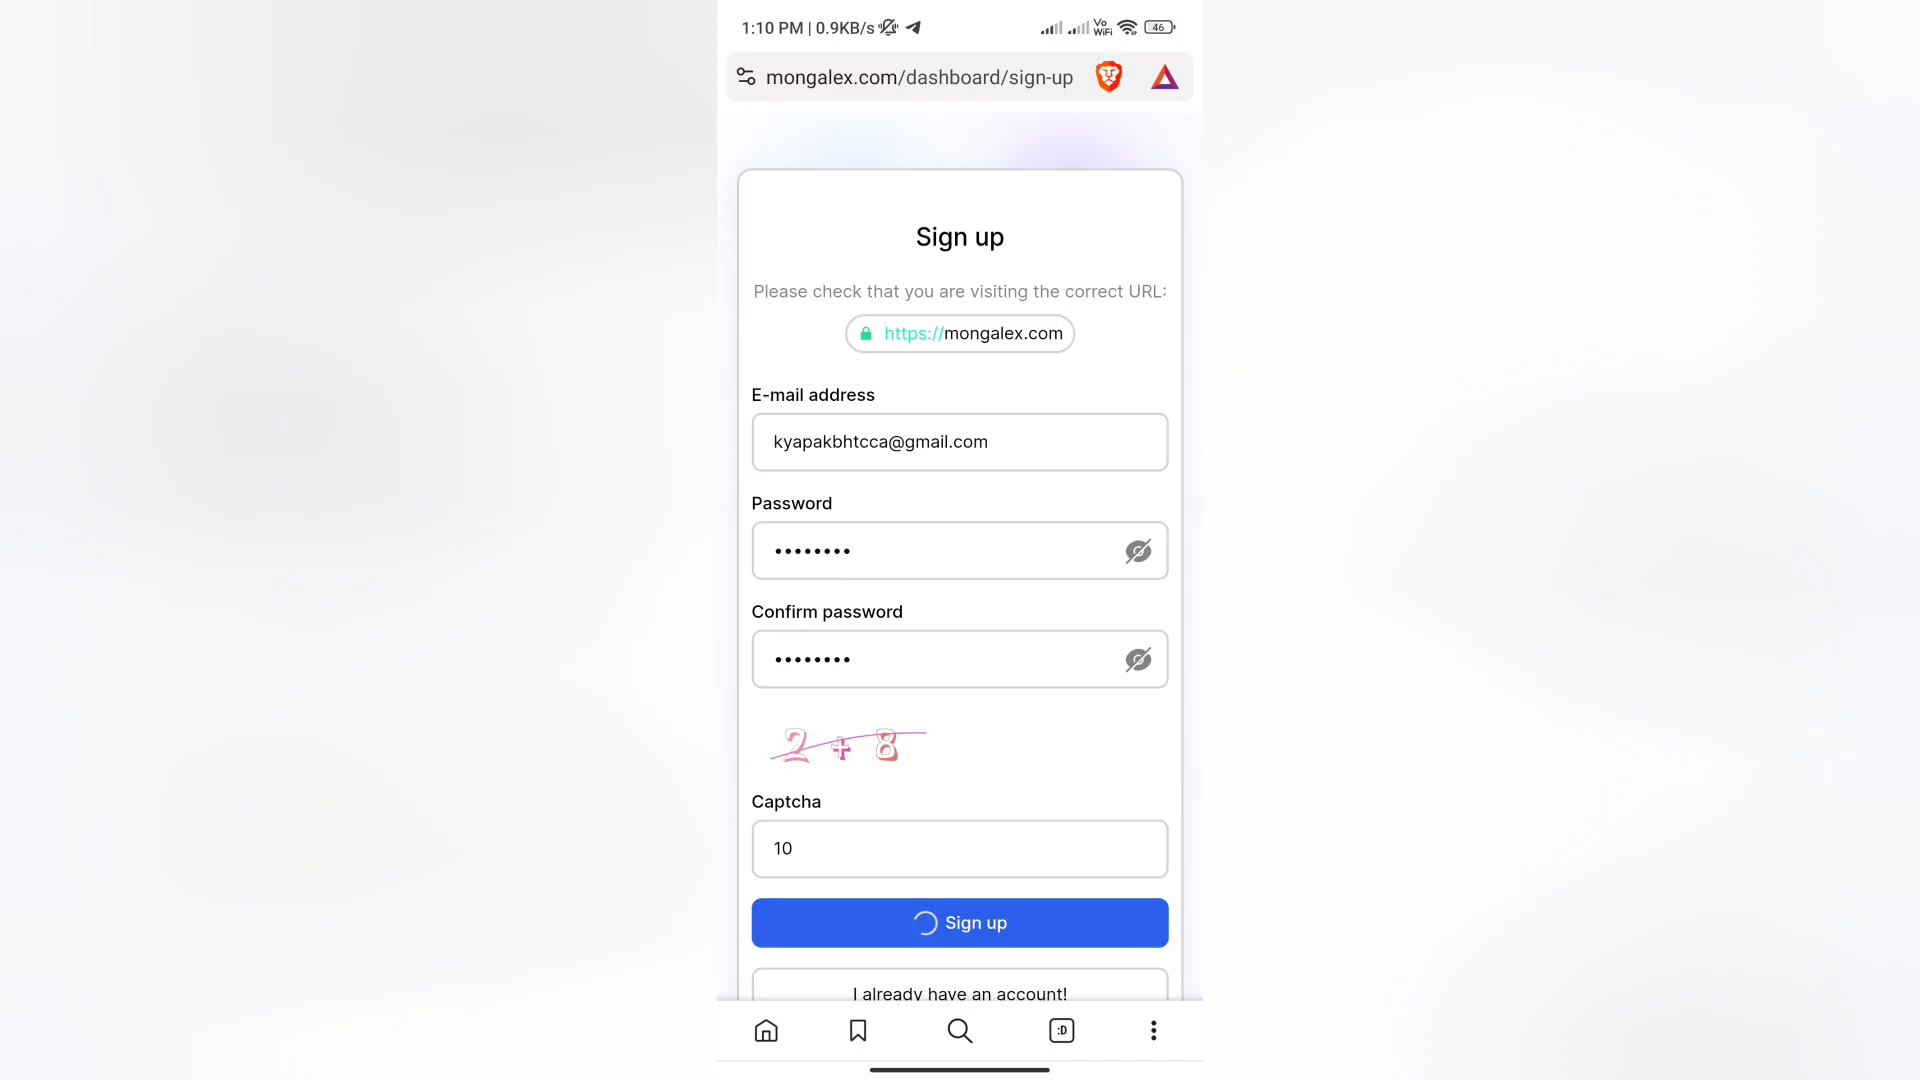 1:10 PM | 0.9KB/s Vo WiFi 46
mongalex.com/dashboard/sign-up
Sign up
Please check that you are visiting the correct URL:
https://mongalex.com
E-mail address
kyapakbhtcca@gmail.com
Password
••••••••
Confirm password
••••••••
2 + 8
Captcha
10
Sign up
I already have an account!
:D